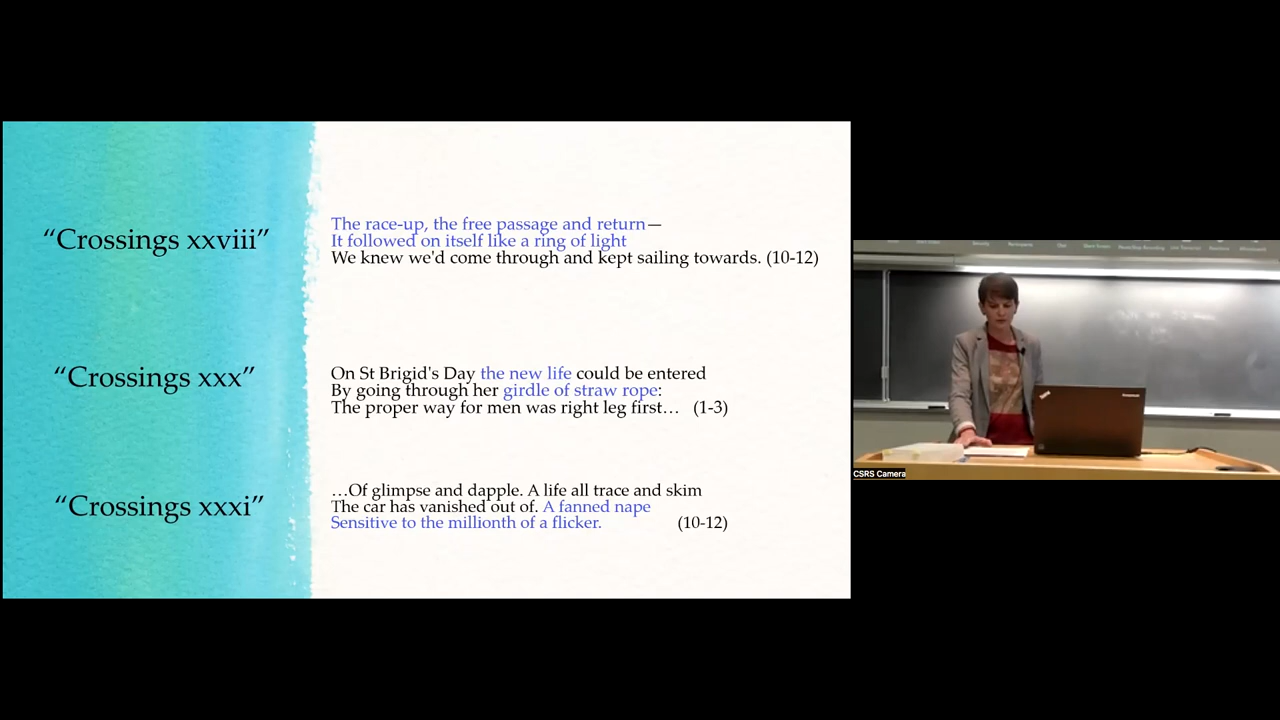 “Crossings xxviii”
The race-up, the free passage and return—
It followed on itself like a ring of light
We knew we'd come through and kept sailing towards. (10-12)
“Crossings xxx”
On St Brigid's Day the new life could be entered
By going through her girdle of straw rope:
The proper way for men was right leg first… (1-3)
“Crossings xxxi”
…Of glimpse and dapple. A life all trace and skim
The car has vanished out of. A fanned nape
Sensitive to the millionth of a flicker. (10-12)
CSRS Camera